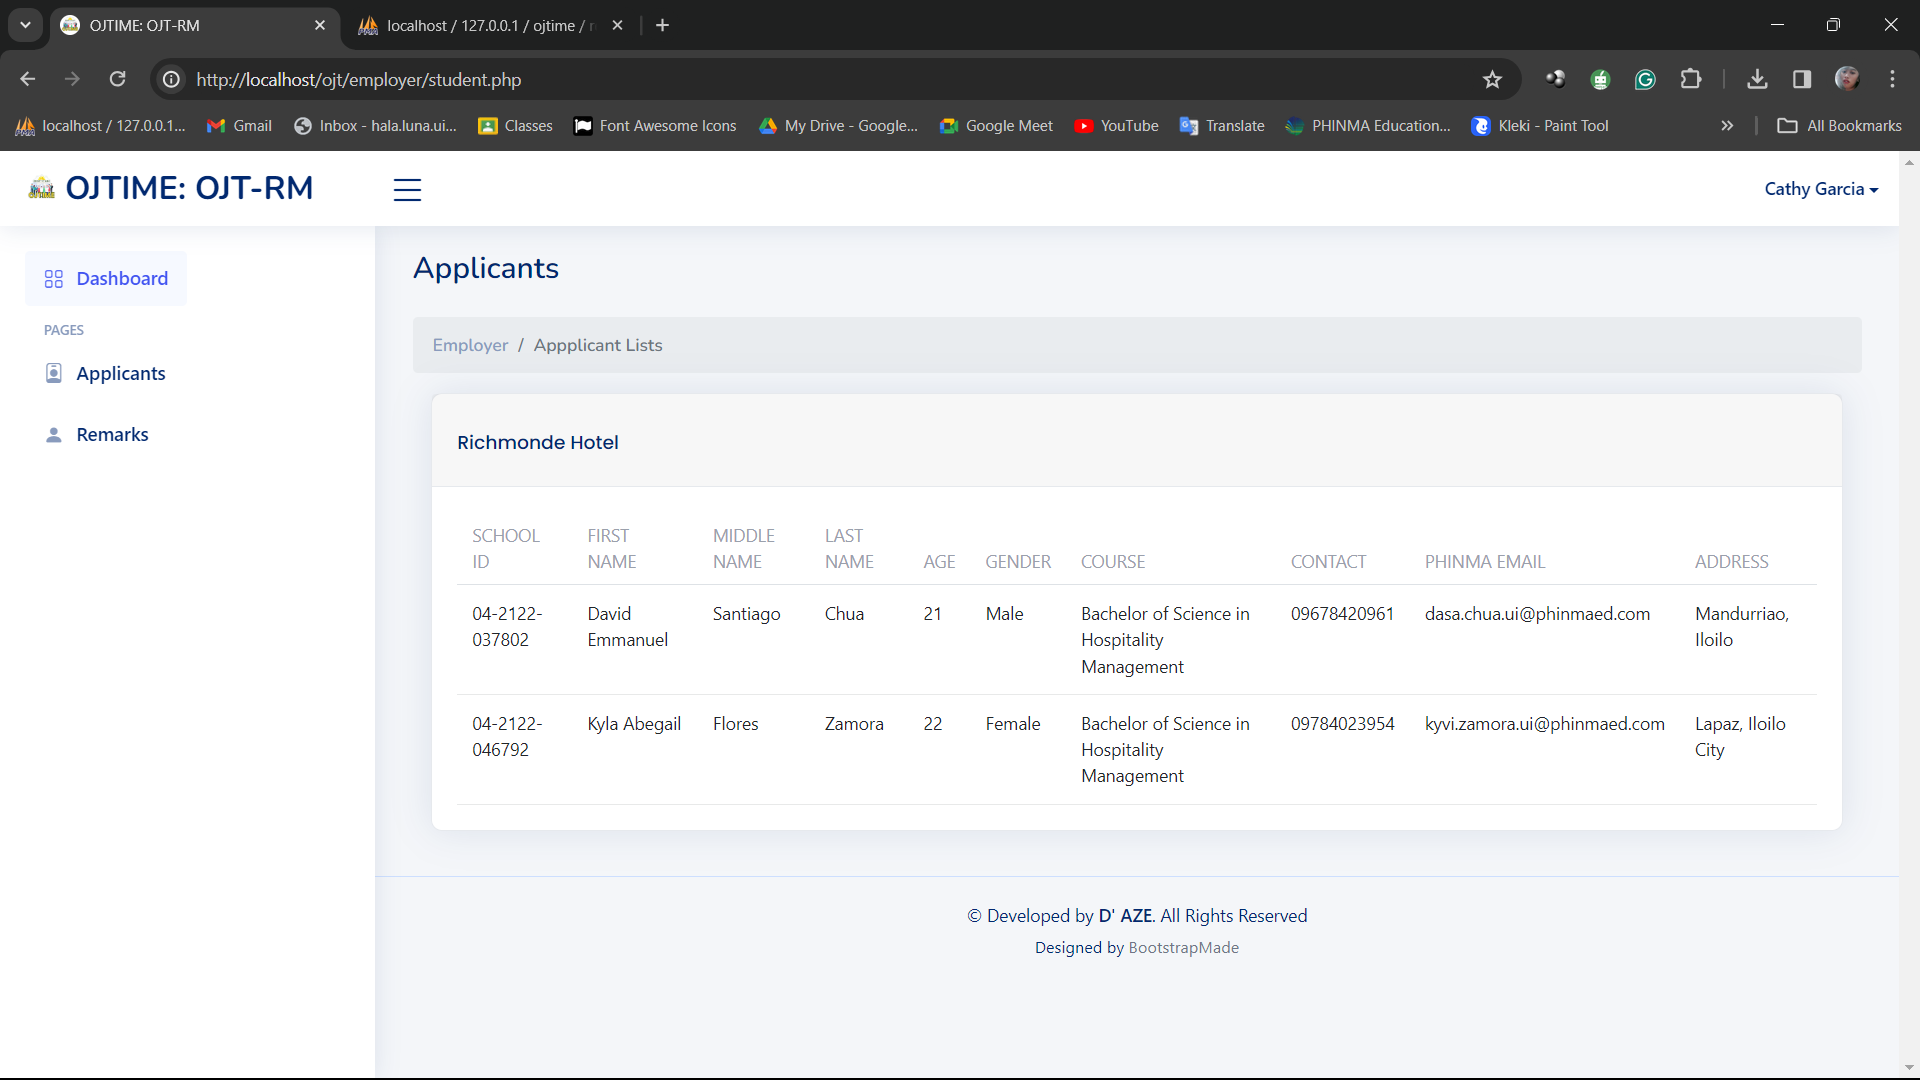 OJTIME: OJT-RM
localhost / 127.0.0.1 / ojtime /
http://localhost/ojt/employer/student.php
localhost / 127.0.0.1... Gmail Inbox - hala.luna.ui... Classes Font Awesome Icons My Drive - Google... Google Meet YouTube Translate PHINMA Education... Kleki - Paint Tool » All Bookmarks
OJTIME: OJT-RM
Cathy Garcia
Dashboard
PAGES
Applicants
Remarks
Applicants
Employer / Appplicant Lists
Richmonde Hotel
SCHOOL ID FIRST NAME MIDDLE NAME LAST NAME AGE GENDER COURSE CONTACT PHINMA EMAIL ADDRESS
04-2122- David Santiago Chua 21 Male Bachelor of Science in 09678420961 dasa.chua.ui@phinmaed.com Mandurriao,
037802 Emmanuel Hospitality Iloilo
Management
04-2122- Kyla Abegail Flores Zamora 22 Female Bachelor of Science in 09784023954 kyvi.zamora.ui@phinmaed.com Lapaz, Iloilo
046792 Hospitality City
Management
© Developed by D' AZE. All Rights Reserved
Designed by BootstrapMade